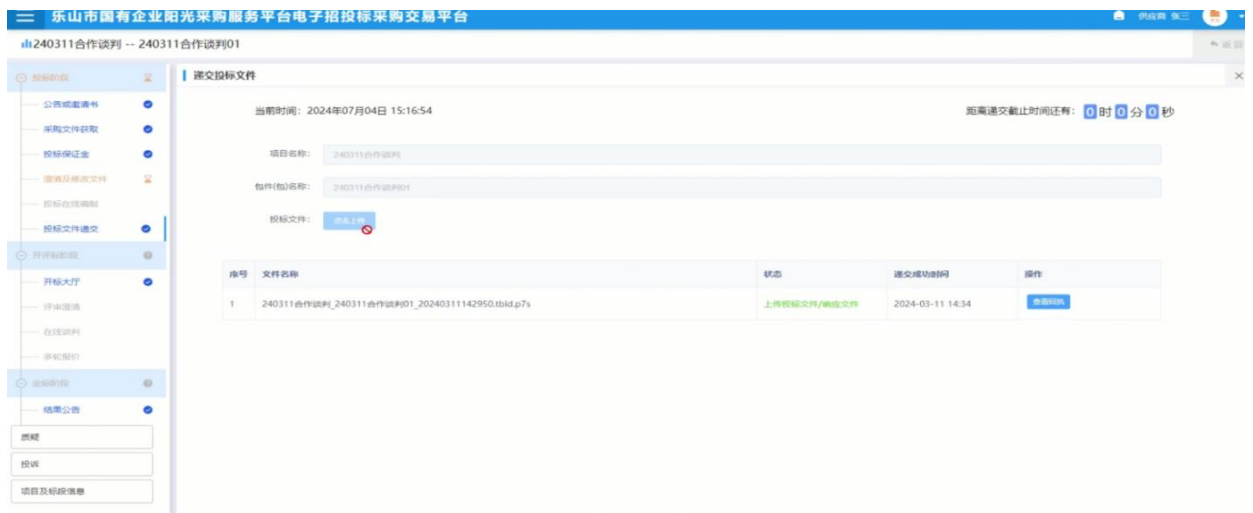 乐山市国有企业阳光采购服务平台电子招投标采购交易平台
供应商 张三
240311合作谈判 -- 240311合作谈判01
返回
投标阶段
公告或邀请书
采购文件获取
投标保证金
澄清及修改文件
投标在线编制
投标文件递交
开评标阶段
开标大厅
评审澄清
在线谈判
多轮报价
定标阶段
结果公告
质疑
投诉
项目及标段信息
递交投标文件
当前时间: 2024年07月04日 15:16:54
距离递交截止时间还有: 0 时 0 分 0 秒
项目名称: 240311合作谈判
包件(包)名称: 240311合作谈判01
投标文件: 点击上传
序号 文件名称 状态 递交成功时间 操作
1 240311合作谈判_240311合作谈判01_20240311142950.tbid.p7s 上传投标文件/响应文件 2024-03-11 14:34 查看回执